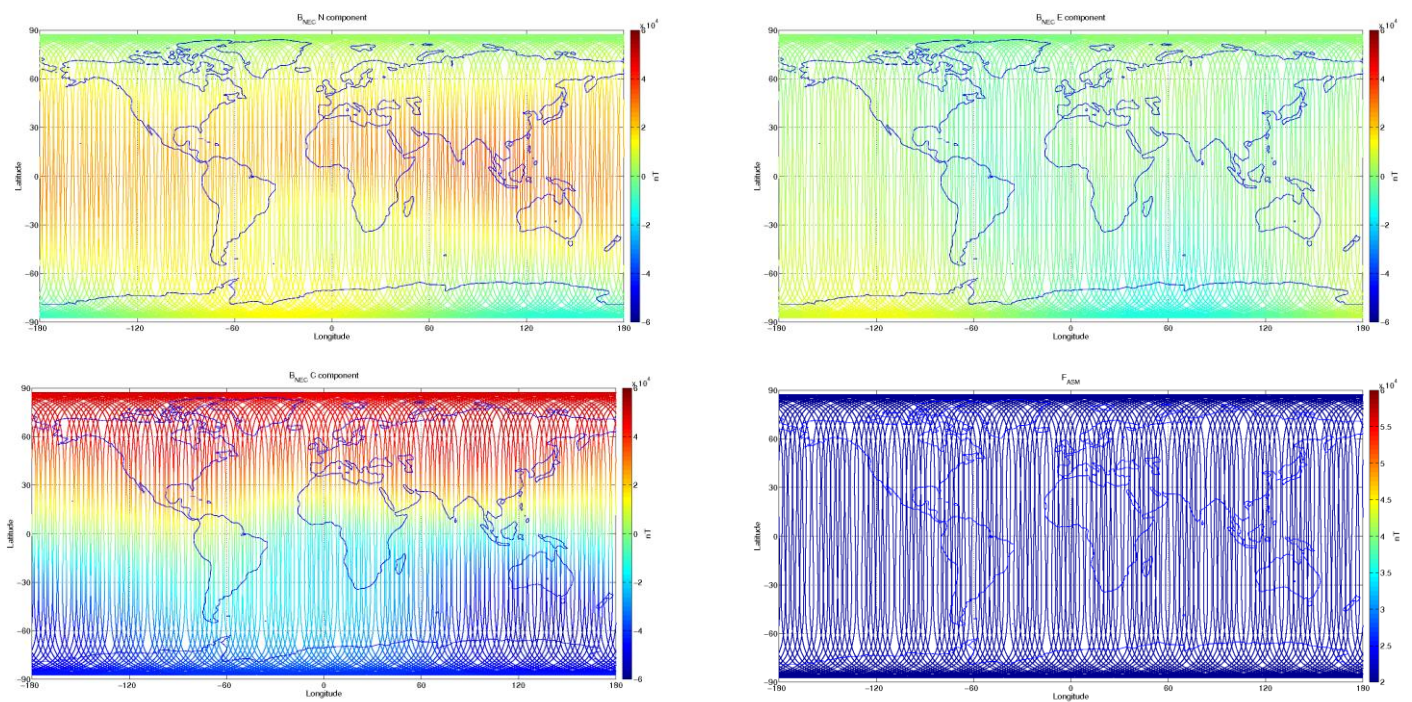 B_NEC N component
x 10^4
90
60
30
0
−30
−60
−90
Latitude
−180 −120 −60 0 60 120 180
Longitude
6
4
2
0
−2
−4
−6
nT
B_NEC E component
x 10^4
90
60
30
0
−30
−60
−90
Latitude
−180 −120 −60 0 60 120 180
Longitude
6
4
2
0
−2
−4
−6
nT
B_NEC C component
x 10^4
90
60
30
0
−30
−60
−90
Latitude
−180 −120 −60 0 60 120 180
Longitude
6
4
2
0
−2
−4
−6
nT
F_ASM
x 10^4
90
60
30
0
−30
−60
−90
Latitude
−180 −120 −60 0 60 120 180
Longitude
6
5.5
5
4.5
4
3.5
3
2.5
2
nT